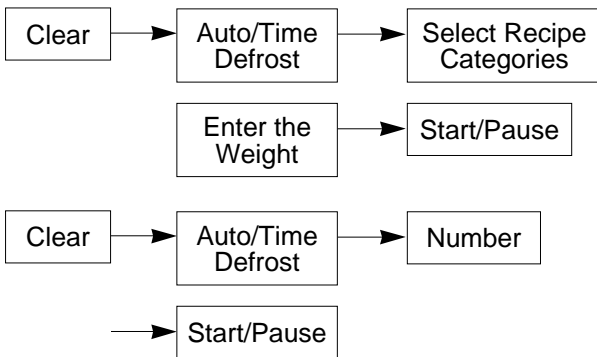 Clear
Auto/Time
Defrost
Select Recipe
Categories
Enter the
Weight
Start/Pause
Clear
Auto/Time
Defrost
Number
Start/Pause